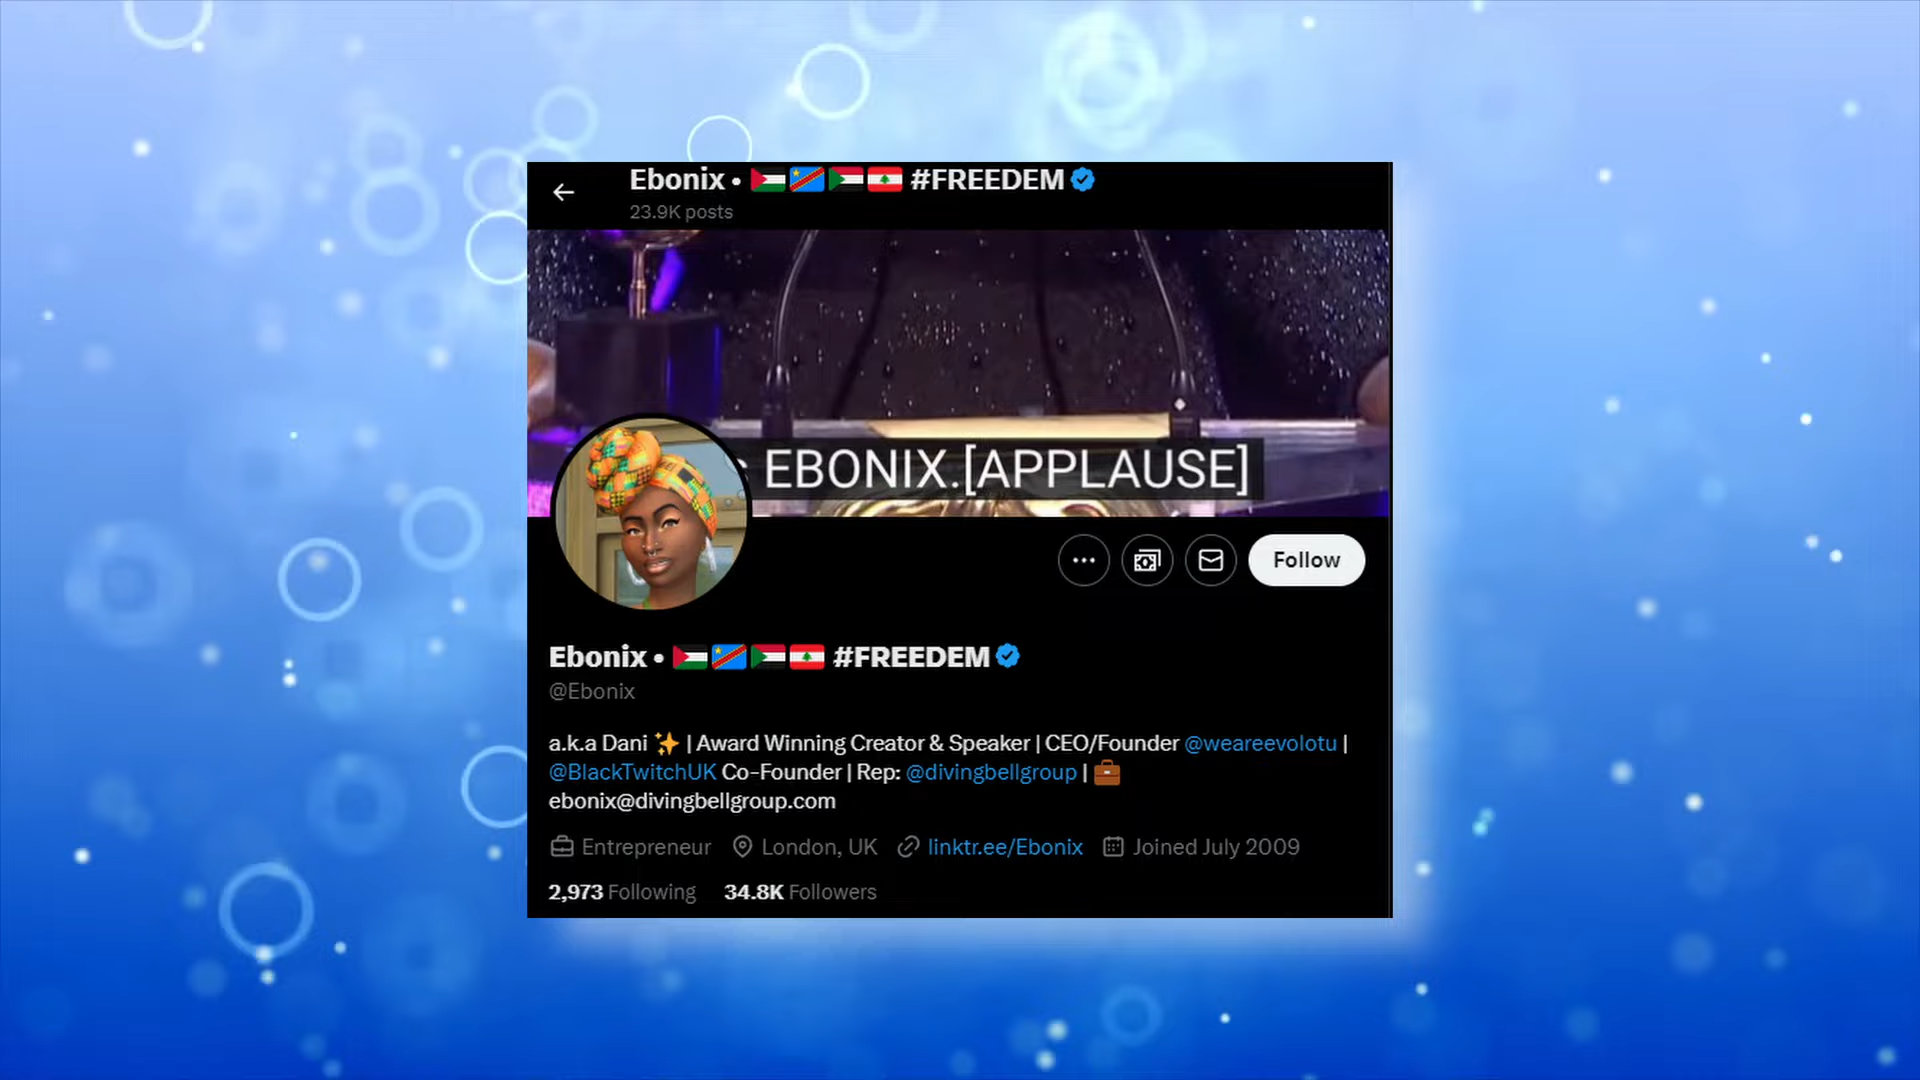 Ebonix • 🇵🇸🇨🇩🇸🇩🇱🇧 #FREEDEM
23.9K posts
EBONIX.[APPLAUSE]
Follow
Ebonix • 🇵🇸🇨🇩🇸🇩🇱🇧 #FREEDEM
@Ebonix
a.k.a Dani ✨ | Award Winning Creator & Speaker | CEO/Founder @weareevolotu |
@BlackTwitchUK Co-Founder | Rep: @divingbellgroup | 💼
ebonix@divingbellgroup.com
Entrepreneur London, UK linktr.ee/Ebonix Joined July 2009
2,973 Following 34.8K Followers